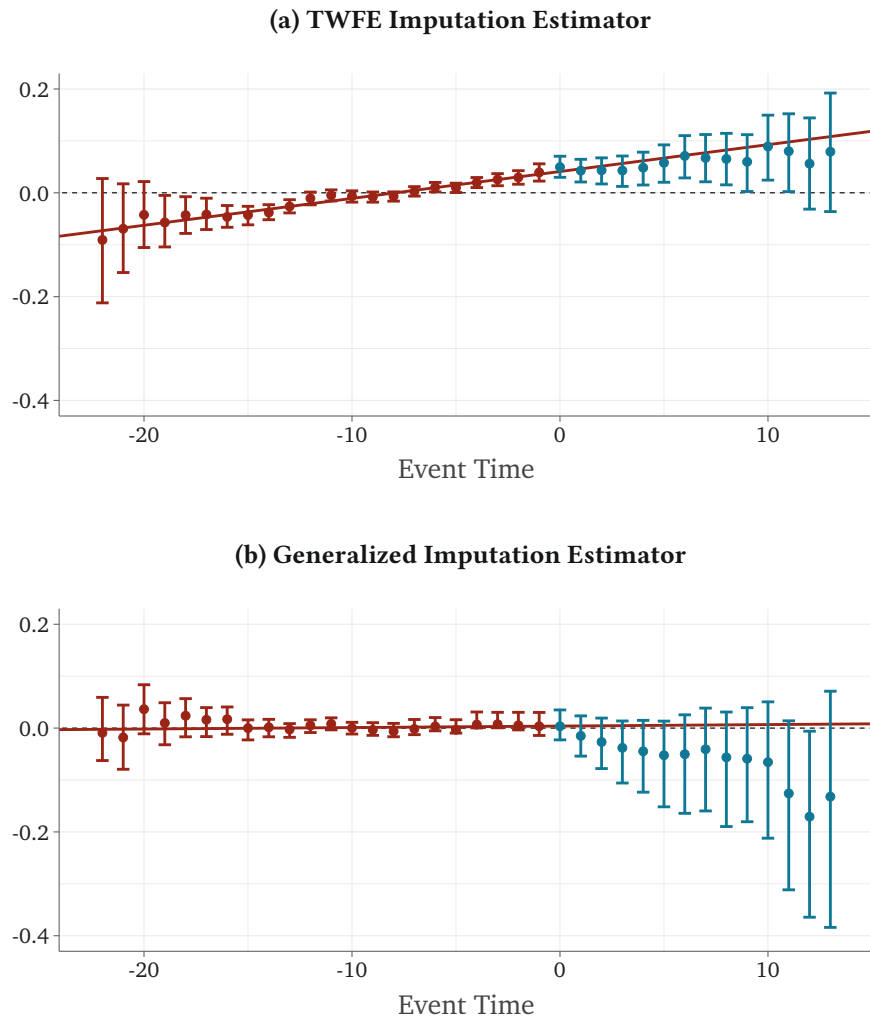 (a) TWFE Imputation Estimator
0.2
0.0
-0.2
-0.4
-20 -10 0 10
Event Time
(b) Generalized Imputation Estimator
0.2
0.0
-0.2
-0.4
-20 -10 0 10
Event Time